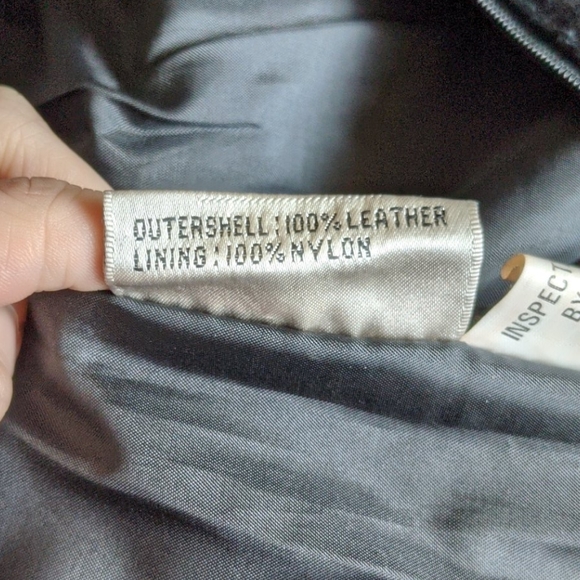 OUTERSHELL:100% LEATHER
LINING:100% NYLON
INSPECT
BY